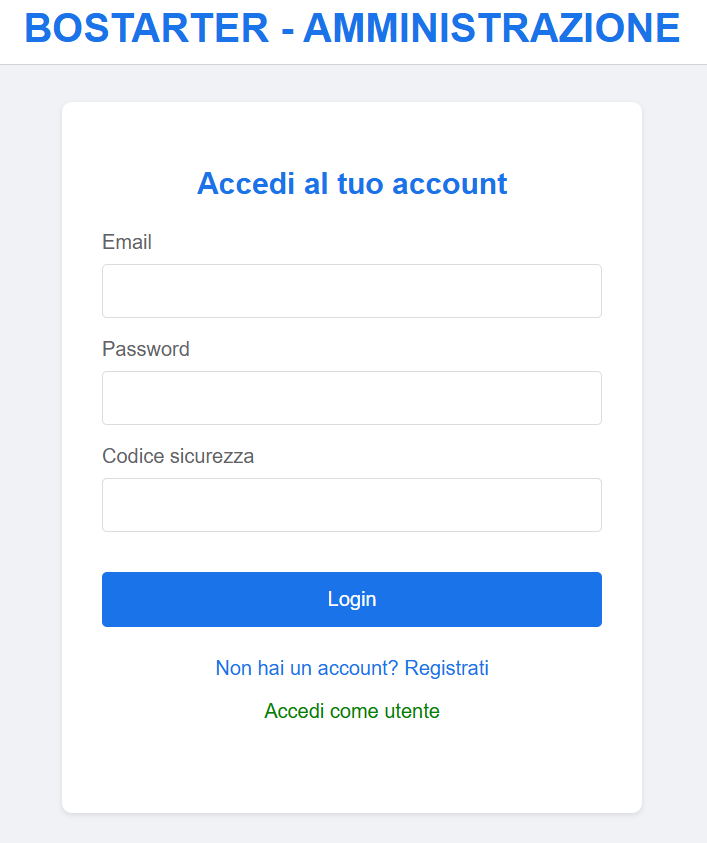 BOSTARTER - AMMINISTRAZIONE
Accedi al tuo account
Email
Password
Codice sicurezza
Login
Non hai un account? Registrati
Accedi come utente